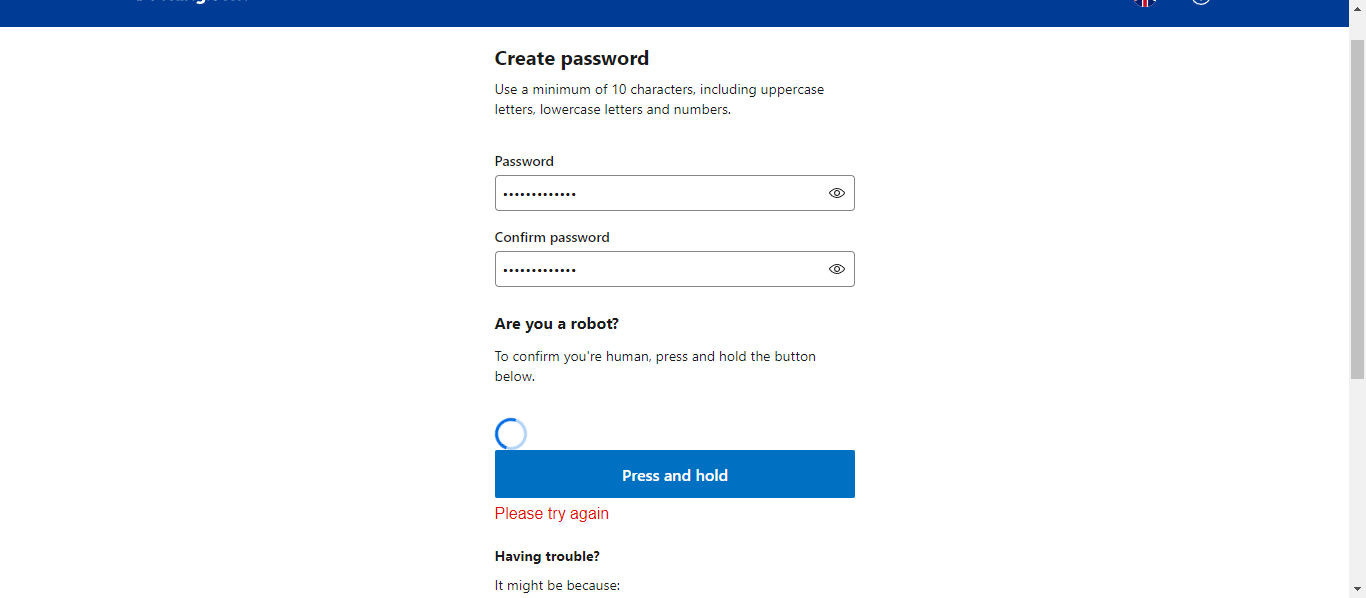 Create password
Use a minimum of 10 characters, including uppercase
letters, lowercase letters and numbers.
Password
•••••••••••••
Confirm password
•••••••••••••
Are you a robot?
To confirm you're human, press and hold the button
below.
Press and hold
Please try again
Having trouble?
It might be because: